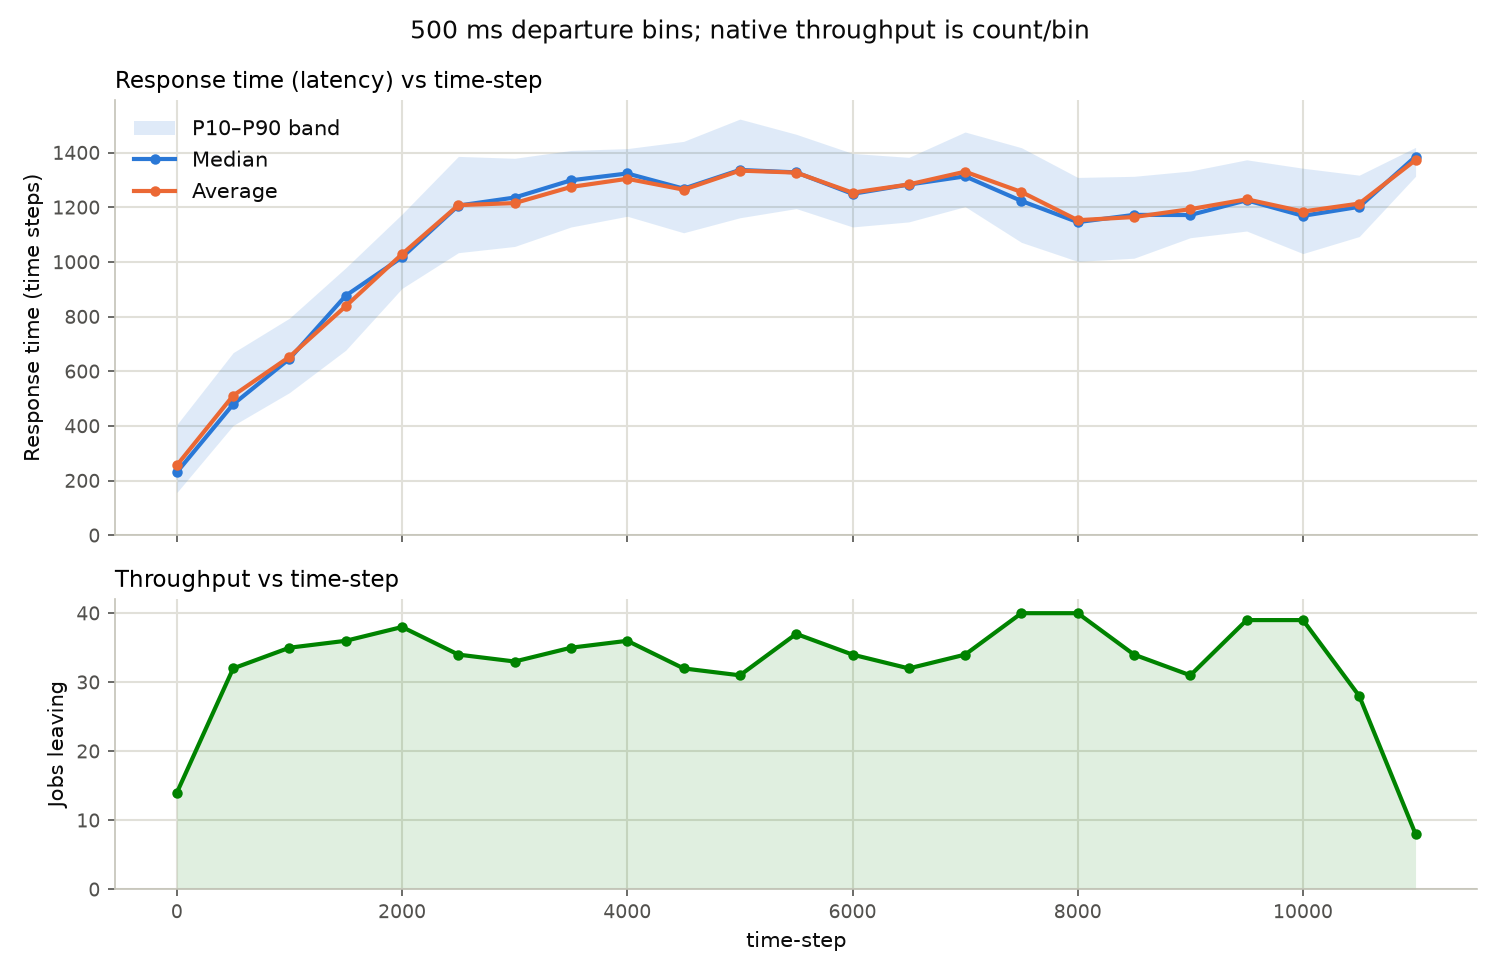 500 ms departure bins; native throughput is count/bin
Response time (latency) vs time-step
P10–P90 band
Median
Average
Response time (time steps)
1400
1200
1000
800
600
400
200
0
Throughput vs time-step
Jobs leaving
40
30
20
10
0
0 2000 4000 6000 8000 10000
time-step